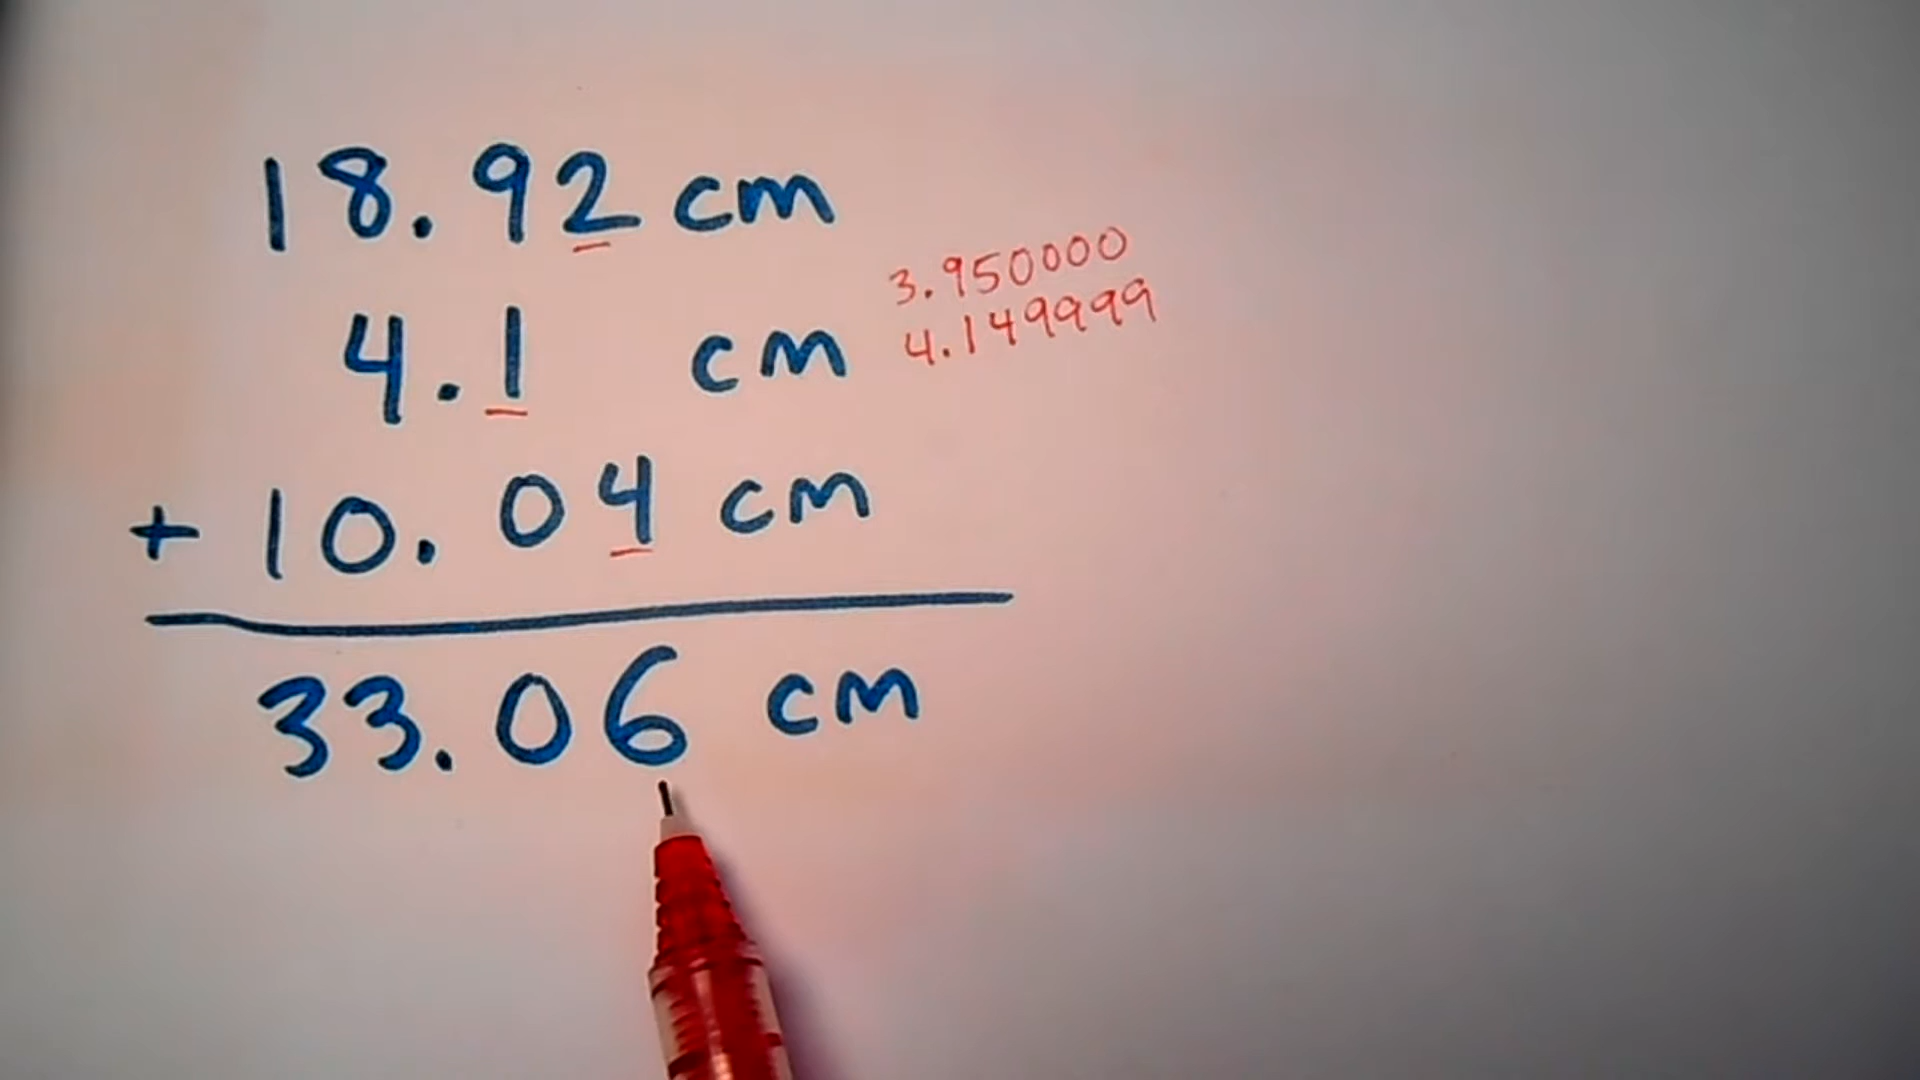 18.92 cm
3.950000
4.1 cm
4.149999
+ 10.04 cm
33.06 cm